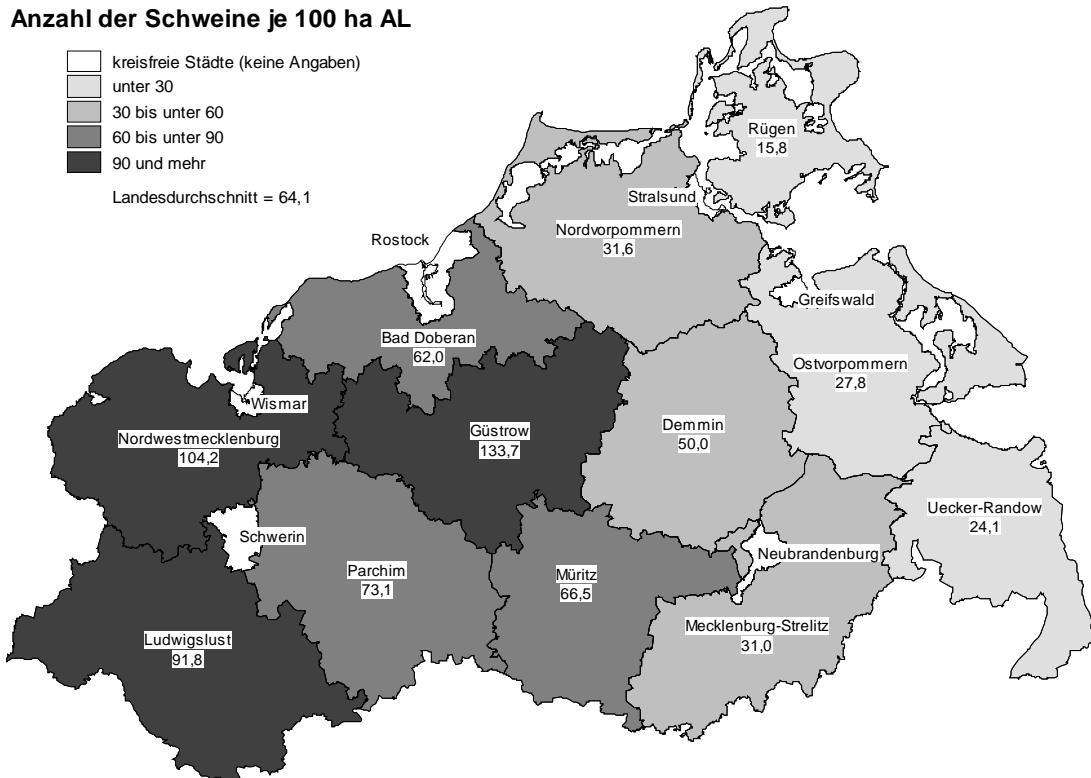 Anzahl der Schweine je 100 ha AL
kreisfreie Städte (keine Angaben)
unter 30
30 bis unter 60
60 bis unter 90
90 und mehr
Landesdurchschnitt = 64,1
Rügen
15,8
Stralsund
Nordvorpommern
31,6
Rostock
Greifswald
Bad Doberan
62,0
Ostvorpommern
27,8
Wismar
Nordwestmecklenburg
104,2
Güstrow
133,7
Demmin
50,0
Uecker-Randow
24,1
Schwerin
Neubrandenburg
Parchim
73,1
Müritz
66,5
Mecklenburg-Strelitz
31,0
Ludwigslust
91,8